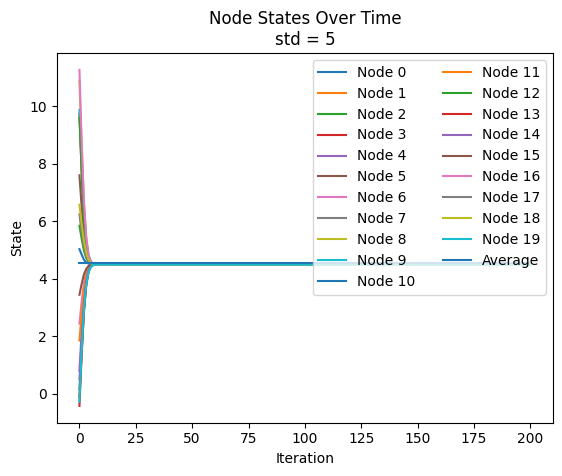 Node States Over Time
std = 5
State
10
8
6
4
2
0
Node 0
Node 1
Node 2
Node 3
Node 4
Node 5
Node 6
Node 7
Node 8
Node 9
Node 10
Node 11
Node 12
Node 13
Node 14
Node 15
Node 16
Node 17
Node 18
Node 19
Average
0 25 50 75 100 125 150 175 200
Iteration